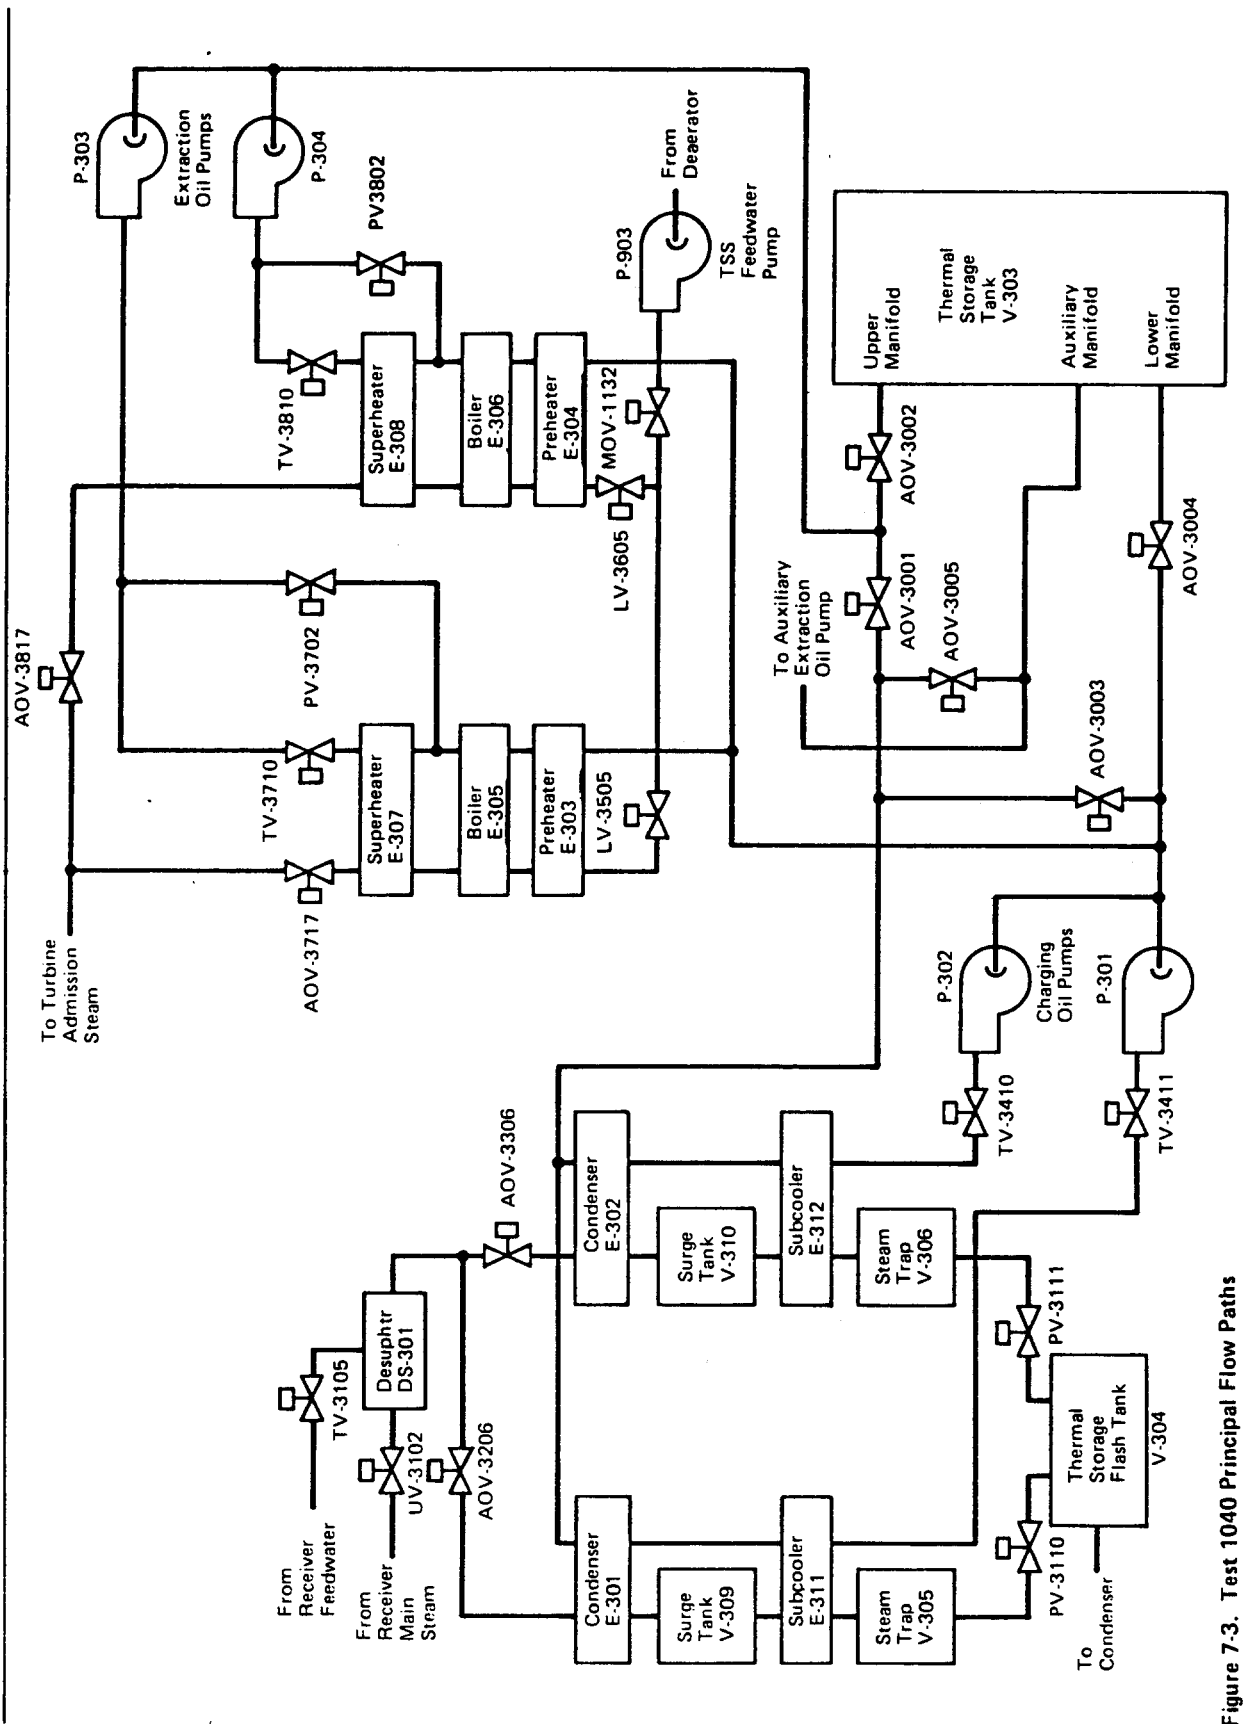 From
Receiver
Feedwater
TV-3105
From
Receiver
Main
Steam
UV-3102
Desuphtr
DS-301
AOV-3206
AOV-3306
Condenser
E-301
Surge
Tank
V-309
Subcooler
E-311
Steam
Trap
V-305
Condenser
E-302
Surge
Tank
V-310
Subcooler
E-312
Steam
Trap
V-306
PV-3110
PV-3111
Thermal
Storage
Flash Tank
V-304
To
Condenser
TV-3410
TV-3411
P-302
Charging
Oil Pumps
P-301
To Turbine
Admission
Steam
AOV-3717
AOV-3817
TV-3710
PV-3702
Superheater
E-307
Boiler
E-305
Preheater
E-303
LV-3505
TV-3810
PV3802
Superheater
E-308
Boiler
E-306
Preheater
E-304
LV-3605
MOV-1132
P-303
Extraction
Oil Pumps
P-304
P-903
TSS
Feedwater
Pump
From
Deaerator
To Auxiliary
Extraction
Oil Pump
AOV-3001
AOV-3002
AOV-3005
AOV-3003
AOV-3004
Upper
Manifold
Thermal
Storage
Tank
V-303
Auxiliary
Manifold
Lower
Manifold
Figure 7-3. Test 1040 Principal Flow Paths